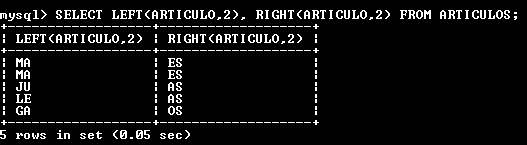 mysql> SELECT LEFT(ARTICULO,2), RIGHT(ARTICULO,2) FROM ARTICULOS;
+------------------+-------------------+
| LEFT(ARTICULO,2) | RIGHT(ARTICULO,2) |
+------------------+-------------------+
| MA               | ES                |
| MA               | ES                |
| JU               | AS                |
| LE               | AS                |
| GA               | OS                |
+------------------+-------------------+
5 rows in set (0.05 sec)